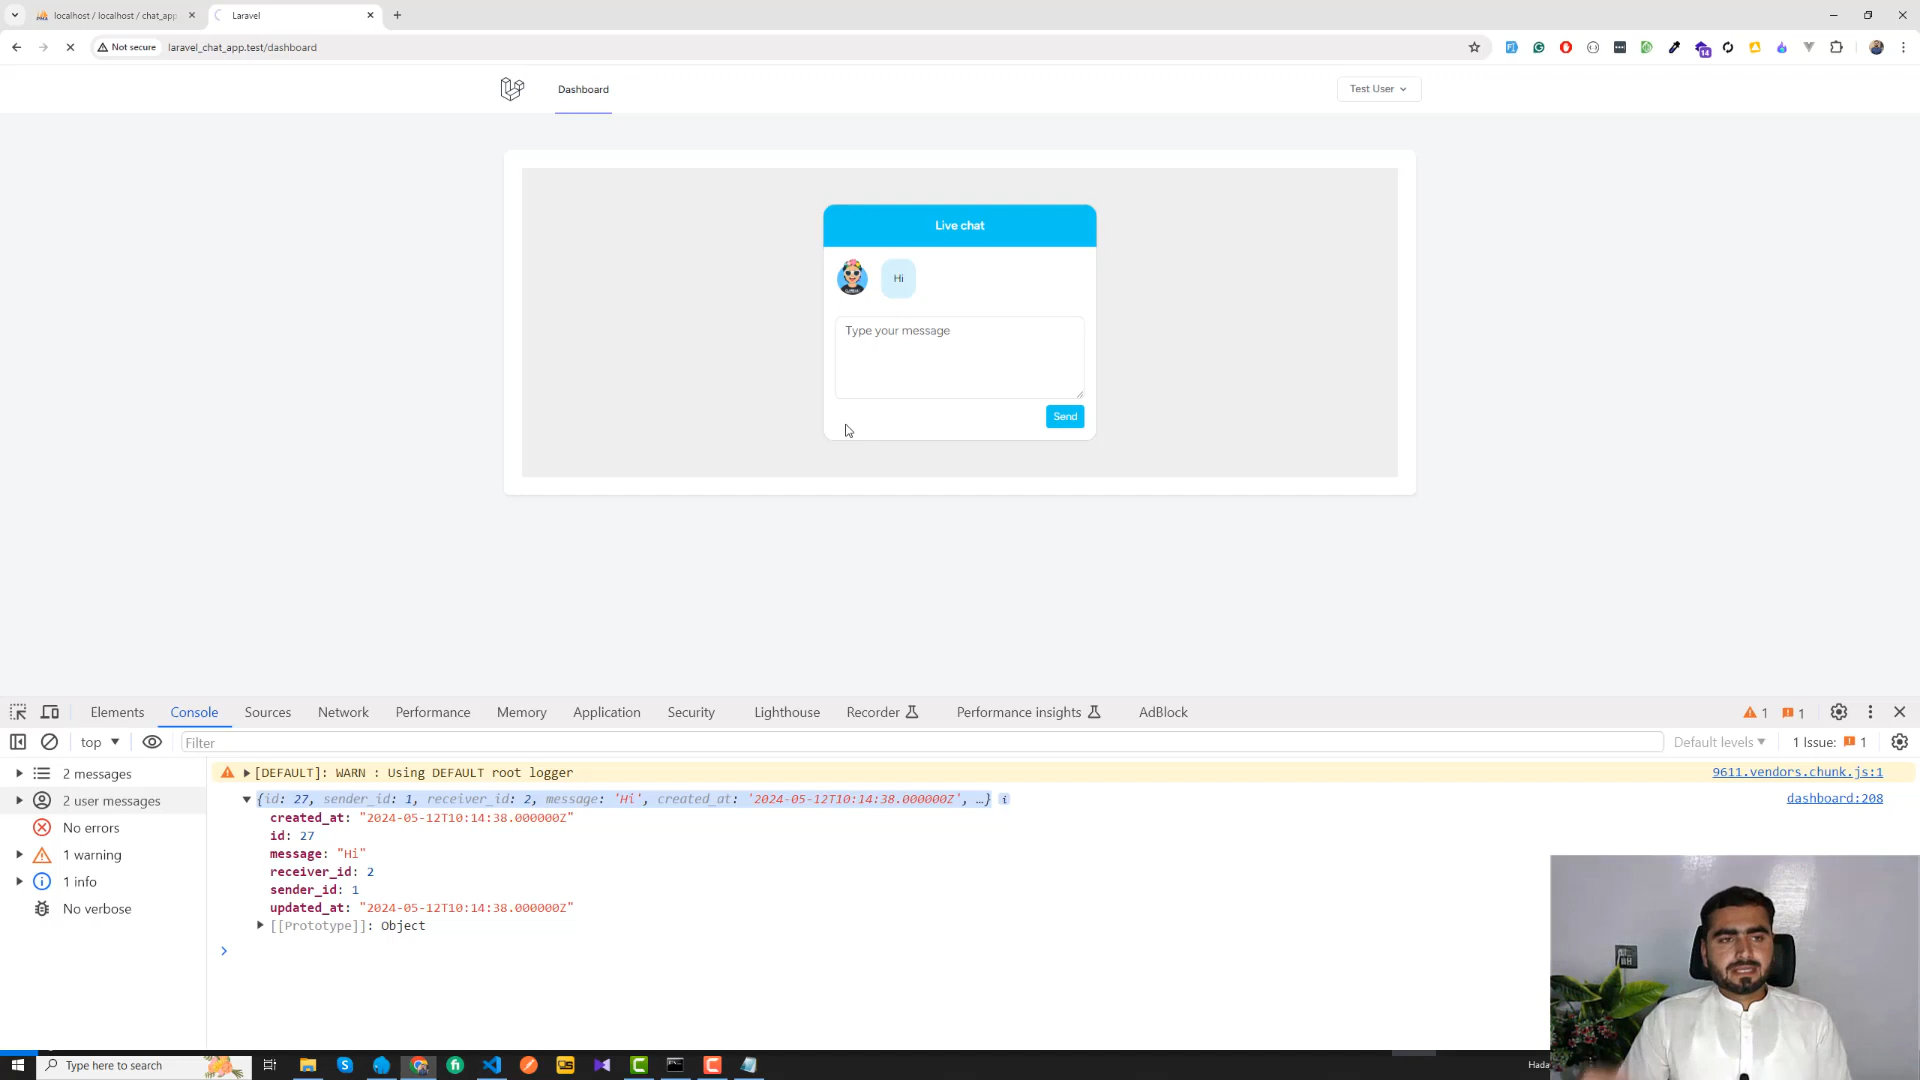 localhost / localhost / chat_app
Laravel
Not secure
laravel_chat_app.test/dashboard
14
Dashboard
Test User
Live chat
Hi
Type your message
Send
Elements
Console
Sources
Network
Performance
Memory
Application
Security
Lighthouse
Recorder
Performance insights
AdBlock
1
1
top
Filter
Default levels
1 Issue: 1
2 messages
2 user messages
No errors
1 warning
1 info
No verbose
[DEFAULT]: WARN : Using DEFAULT root logger
9611.vendors.chunk.js:1
{id: 27, sender_id: 1, receiver_id: 2, message: 'Hi', created_at: '2024-05-12T10:14:38.000000Z', …}
dashboard:208
created_at: "2024-05-12T10:14:38.000000Z"
id: 27
message: "Hi"
receiver_id: 2
sender_id: 1
updated_at: "2024-05-12T10:14:38.000000Z"
[[Prototype]]: Object
Type here to search
Hada